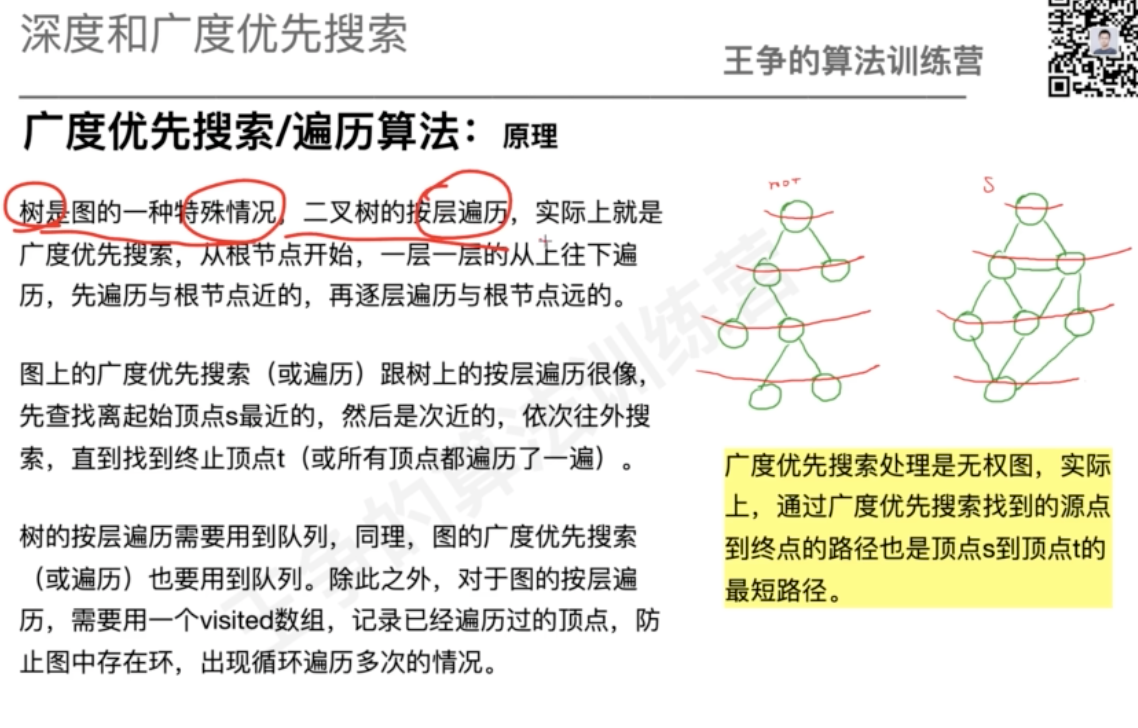 深度和广度优先搜索
王争的算法训练营
广度优先搜索/遍历算法：原理
树是图的一种特殊情况，二叉树的按层遍历，实际上就是
广度优先搜索，从根节点开始，一层一层的从上往下遍
历，先遍历与根节点近的，再逐层遍历与根节点远的。
图上的广度优先搜索（或遍历）跟树上的按层遍历很像，
先查找离起始顶点s最近的，然后是次近的，依次往外搜
索，直到找到终止顶点t（或所有顶点都遍历了一遍）。
树的按层遍历需要用到队列，同理，图的广度优先搜索
（或遍历）也要用到队列。除此之外，对于图的按层遍
历，需要用一个visited数组，记录已经遍历过的顶点，防
止图中存在环，出现循环遍历多次的情况。
root
S
广度优先搜索处理是无权图，实际
上，通过广度优先搜索找到的源点
到终点的路径也是顶点s到顶点t的
最短路径。
王争的算法训练营